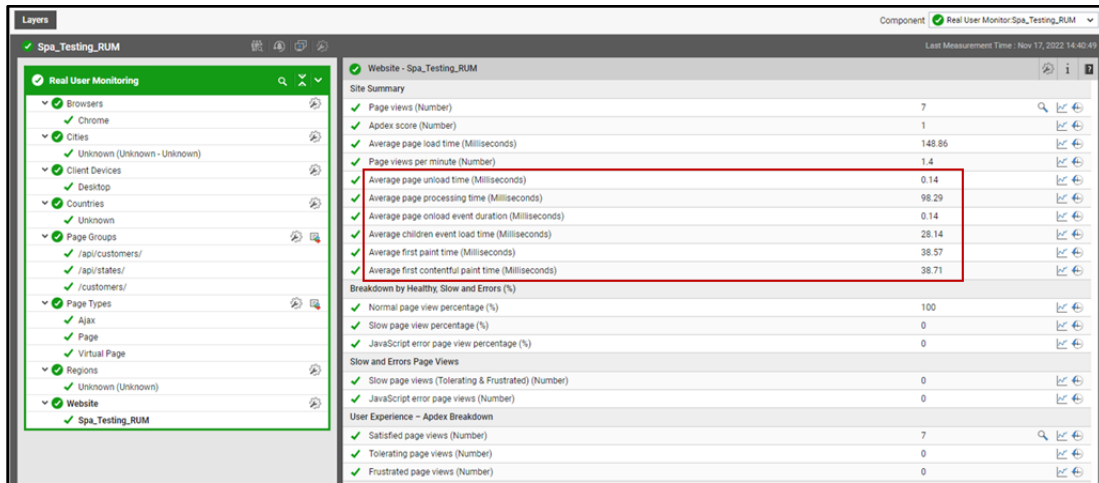 Layers
Component Real User Monitor:Spa_Testing_RUM
Spa_Testing_RUM
Last Measurement Time : Nov 17, 2022 14:40:49
Real User Monitoring
Browsers
Chrome
Cities
Unknown (Unknown - Unknown)
Client Devices
Desktop
Countries
Unknown
Page Groups
/api/customers/
/api/states/
/customers/
Page Types
Ajax
Page
Virtual Page
Regions
Unknown (Unknown)
Website
Spa_Testing_RUM
Website - Spa_Testing_RUM
Site Summary
Page views (Number) 7
Apdex score (Number) 1
Average page load time (Milliseconds) 148.86
Page views per minute (Number) 1.4
Average page unload time (Milliseconds) 0.14
Average page processing time (Milliseconds) 98.29
Average page onload event duration (Milliseconds) 0.14
Average children event load time (Milliseconds) 28.14
Average first paint time (Milliseconds) 38.57
Average first contentful paint time (Milliseconds) 38.71
Breakdown by Healthy, Slow and Errors (%)
Normal page view percentage (%) 100
Slow page view percentage (%) 0
JavaScript error page view percentage (%) 0
Slow and Errors Page Views
Slow page views (Tolerating & Frustrated) (Number) 0
JavaScript error page views (Number) 0
User Experience – Apdex Breakdown
Satisfied page views (Number) 7
Tolerating page views (Number) 0
Frustrated page views (Number) 0